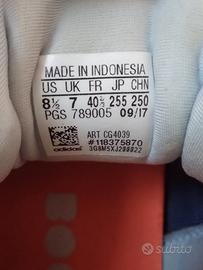 MADE IN INDONESIA
US UK FR JP CHN
8½ 7 40⅔ 255 250
PGS 789005 09/17
ART CG4039
#118375870
adidas
subito